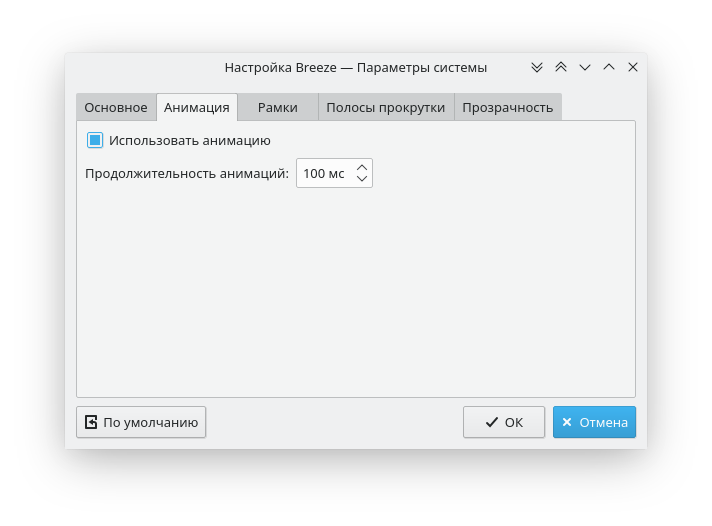 Настройка Breeze — Параметры системы
Основное Анимация Рамки Полосы прокрутки Прозрачность
Использовать анимацию
Продолжительность анимаций: 100 мс
По умолчанию ОК Отмена